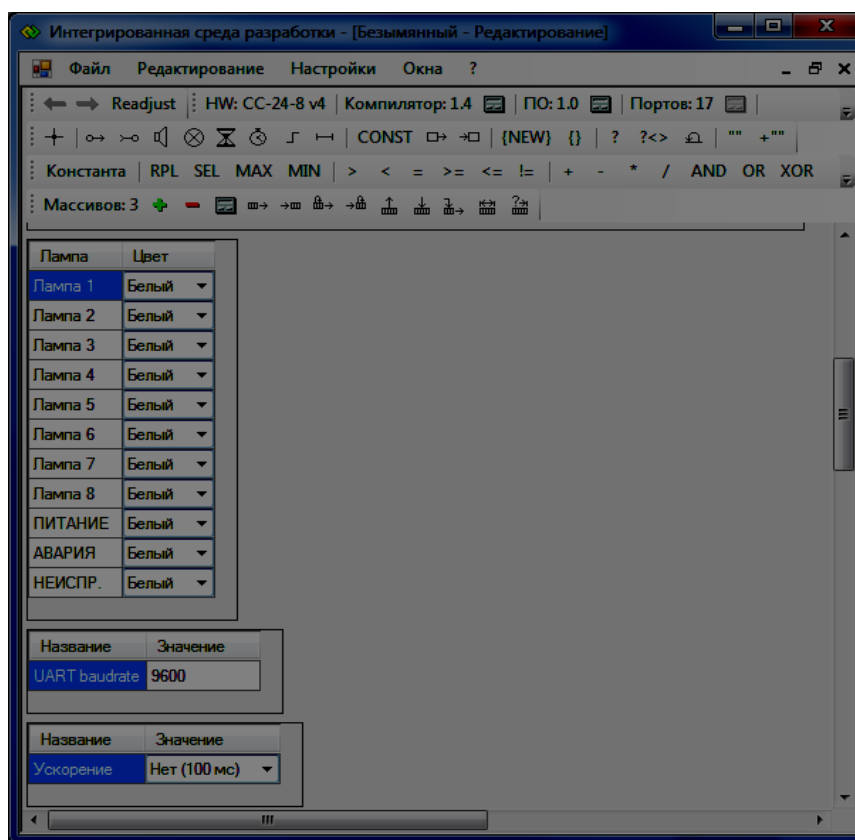 Интегрированная среда разработки - [Безымянный - Редактирование]
Файл Редактирование Настройки Окна ?
Readjust HW: CC-24-8 v4 Компилятор: 1.4 ПО: 1.0 Портов: 17
CONST {NEW} {} ? ?<> "" +""
Константа RPL SEL MAX MIN > < = >= <= != + - * / AND OR XOR
Массивов: 3
Лампа Цвет
Лампа 1 Белый
Лампа 2 Белый
Лампа 3 Белый
Лампа 4 Белый
Лампа 5 Белый
Лампа 6 Белый
Лампа 7 Белый
Лампа 8 Белый
ПИТАНИЕ Белый
АВАРИЯ Белый
НЕИСПР. Белый
Название Значение
UART baudrate 9600
Название Значение
Ускорение Нет (100 мс)